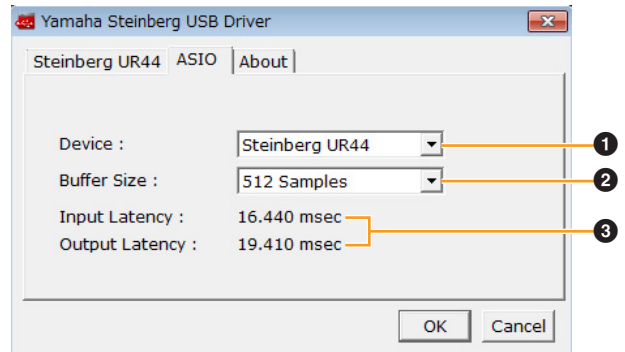 Yamaha Steinberg USB Driver
Steinberg UR44 ASIO About
Device : Steinberg UR44 1
Buffer Size : 512 Samples 2
Input Latency : 16.440 msec
3
Output Latency : 19.410 msec
OK Cancel